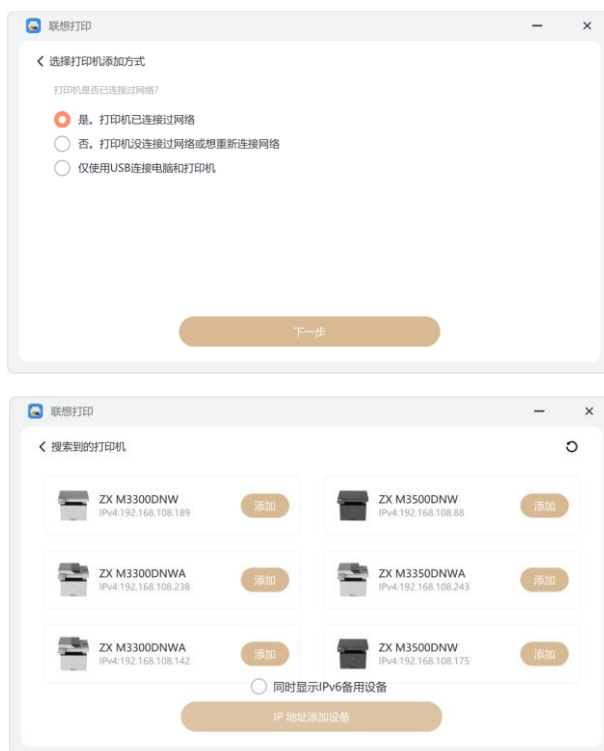 联想打印
选择打印机添加方式
打印机是否已连接过网络?
是。打印机已连接过网络
否。打印机没连接过网络或想重新连接网络
仅使用USB连接电脑和打印机
下一步
联想打印
搜索到的打印机
ZX M3300DNW
IPv4:192.168.108.189
添加
ZX M3500DNW
IPv4:192.168.108.88
添加
ZX M3300DNWA
IPv4:192.168.108.238
添加
ZX M3350DNWA
IPv4:192.168.108.243
添加
ZX M3300DNWA
IPv4:192.168.108.142
添加
ZX M3500DNW
IPv4:192.168.108.175
添加
同时显示IPv6备用设备
IP 地址添加设备